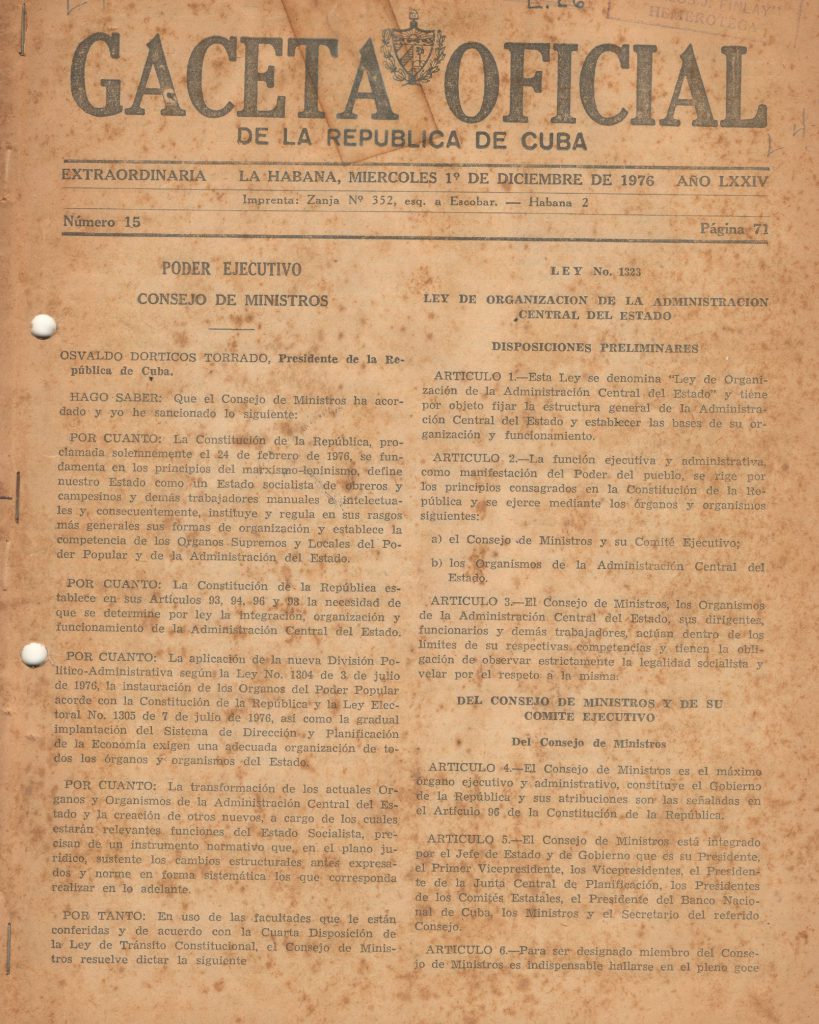 FINLAY"
HEMEROTECA
GACETA OFICIAL
DE LA REPUBLICA DE CUBA
EXTRAORDINARIA LA HABANA, MIERCOLES 1º DE DICIEMBRE DE 1976 AÑO LXXIV
Imprenta: Zanja Nº 352, esq. a Escobar. — Habana 2
Número 15 Página 71
PODER EJECUTIVO
CONSEJO DE MINISTROS
OSVALDO DORTICOS TORRADO, Presidente de la Re-
pública de Cuba.
HAGO SABER: Que el Consejo de Ministros ha acor-
dado y yo he sancionado lo siguiente:
POR CUANTO: La Constitución de la República, pro-
clamada solemnemente el 24 de febrero de 1976, se fun-
damenta en los principios del marxismo-leninismo, define
nuestro Estado como un Estado socialista de obreros y
campesinos y demás trabajadores manuales e intelectua-
les y, consecuentemente, instituye y regula en sus rasgos
más generales sus formas de organización y establece la
competencia de los Organos Supremos y Locales del Po-
der Popular y de la Administración del Estado.
POR CUANTO: La Constitución de la República es-
tablece en sus Artículos 93, 94, 96 y 98 la necesidad de
que se determine por ley la integración, organización y
funcionamiento de la Administración Central del Estado.
POR CUANTO: La aplicación de la nueva División Po-
lítico-Administrativa según la Ley No. 1304 de 3 de julio
de 1976, la instauración de los Organos del Poder Popular
acorde con la Constitución de la República y la Ley Elec-
toral No. 1305 de 7 de julio de 1976, así como la gradual
implantación del Sistema de Dirección y Planificación
de la Economía exigen una adecuada organización de to-
dos los órganos y organismos del Estado.
POR CUANTO: La transformación de los actuales Or-
ganos y Organismos de la Administración Central del Es-
tado y la creación de otros nuevos, a cargo de los cuales
estarán relevantes funciones del Estado Socialista, pre-
cisan de un instrumento normativo que, en el plano ju-
rídico, sustente los cambios estructurales antes expresa-
dos y norme en forma sistemática los que corresponda
realizar en lo adelante.
POR TANTO: En uso de las facultades que le están
conferidas y de acuerdo con la Cuarta Disposición de
la Ley de Tránsito Constitucional, el Consejo de Minis-
tros resuelve dictar la siguiente
LEY No. 1323
LEY DE ORGANIZACION DE LA ADMINISTRACION
CENTRAL DEL ESTADO
DISPOSICIONES PRELIMINARES
ARTICULO 1.—Esta Ley se denomina "Ley de Organi-
zación de la Administración Central del Estado" y tiene
por objeto fijar la estructura general de la Administra-
ción Central del Estado y establecer las bases de su or-
ganización y funcionamiento.
ARTICULO 2.—La función ejecutiva y administrativa,
como manifestación del Poder del pueblo, se rige por
los principios consagrados en la Constitución de la Re-
pública y se ejerce mediante los órganos y organismos
siguientes:
a) el Consejo de Ministros y su Comité Ejecutivo;
b) los Organismos de la Administración Central del
Estado.
ARTICULO 3.—El Consejo de Ministros, los Organismos
de la Administración Central del Estado, sus dirigentes,
funcionarios y demás trabajadores, actúan dentro de los
límites de su respectivas competencias y tienen la obli-
gación de observar estrictamente la legalidad socialista y
velar por el respeto a la misma.
DEL CONSEJO DE MINISTROS Y DE SU
COMITE EJECUTIVO
Del Consejo de Ministros
ARTICULO 4.—El Consejo de Ministros es el máximo
órgano ejecutivo y administrativo, constituye el Gobierno
de la República y sus atribuciones son las señaladas en
el Artículo 96 de la Constitución de la República.
ARTICULO 5.—El Consejo de Ministros está integrado
por el Jefe de Estado y de Gobierno que es su Presidente,
el Primer Vicepresidente, los Vicepresidentes, el Presiden-
te de la Junta Central de Planificación, los Presidentes
de los Comités Estatales, el Presidente del Banco Nacio-
nal de Cuba, los Ministros y el Secretario del referido
Consejo.
ARTICULO 6.—Para ser designado miembro del Conse-
jo de Ministros es indispensable hallarse en el pleno goce